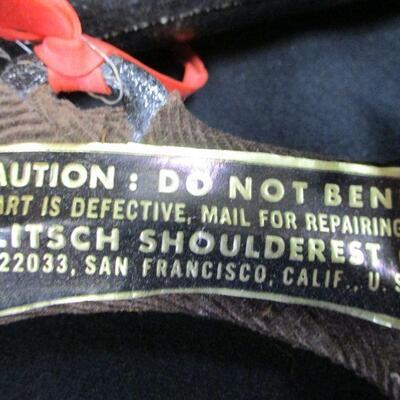 AUTION : DO NOT BEN
ART IS DEFECTIVE, MAIL FOR REPAIRING
LITSCH SHOULDEREST
22033, SAN FRANCISCO, CALIF., U. S